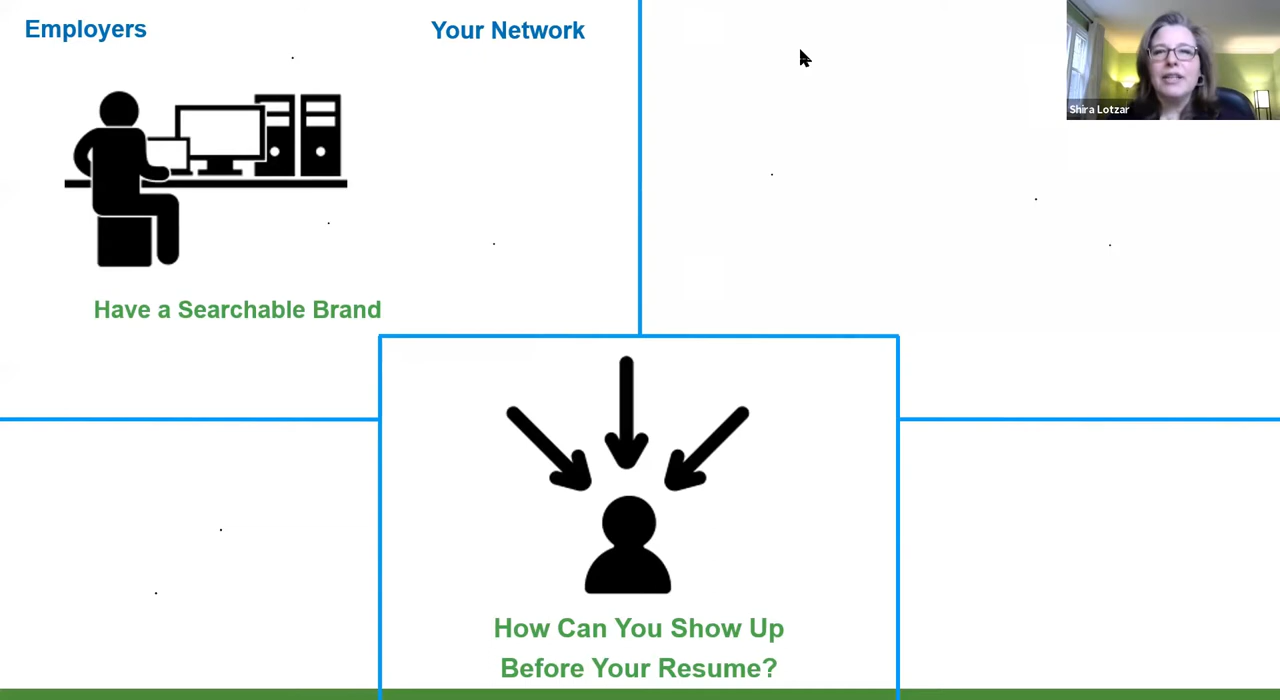 Employers
Your Network
Shira Lotzar
Have a Searchable Brand
How Can You Show Up
Before Your Resume?